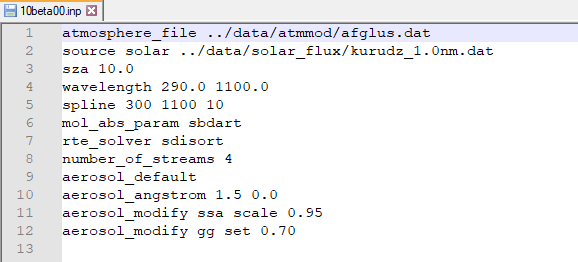 10beta00.inp
1 atmosphere_file ../data/atmmod/afglus.dat
2 source solar ../data/solar_flux/kurudz_1.0nm.dat
3 sza 10.0
4 wavelength 290.0 1100.0
5 spline 300 1100 10
6 mol_abs_param sbdart
7 rte_solver sdisort
8 number_of_streams 4
9 aerosol_default
10 aerosol_angstrom 1.5 0.0
11 aerosol_modify ssa scale 0.95
12 aerosol_modify gg set 0.70
13